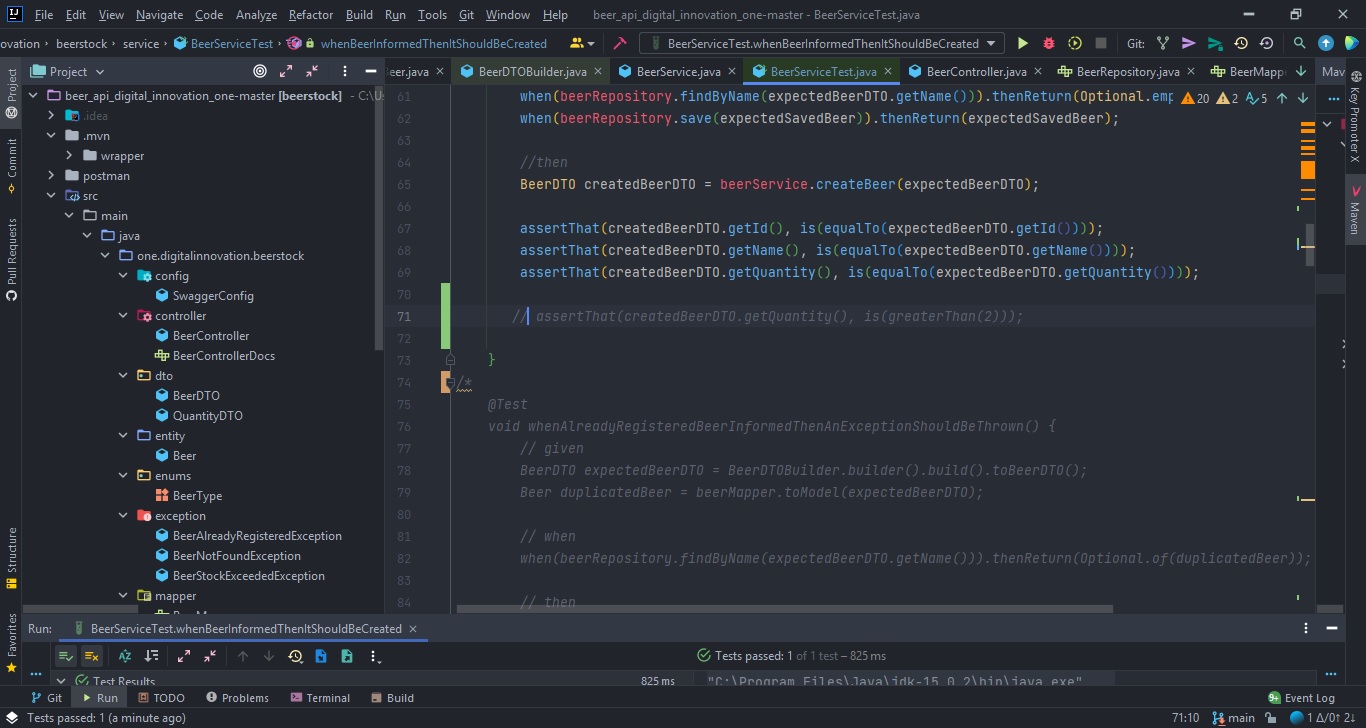 IJ File Edit View Navigate Code Analyze Refactor Build Run Tools Git Window Help beer_api_digital_innovation_one-master - BeerServiceTest.java
ovation beerstock service BeerServiceTest whenBeerInformedThenItShouldBeCreated BeerServiceTest.whenBeerInformedThenItShouldBeCreated Git:
Project eer.java BeerDTOBuilder.java BeerService.java BeerServiceTest.java BeerController.java BeerRepository.java BeerMapp Mav
beer_api_digital_innovation_one-master [beerstock] - C:\U
.idea
.mvn
wrapper
postman
src
main
java
one.digitalinnovation.beerstock
config
SwaggerConfig
controller
BeerController
BeerControllerDocs
dto
BeerDTO
QuantityDTO
entity
Beer
enums
BeerType
exception
BeerAlreadyRegisteredException
BeerNotFoundException
BeerStockExceededException
mapper
20 2 5
61 when(beerRepository.findByName(expectedBeerDTO.getName())).thenReturn(Optional.emp
62 when(beerRepository.save(expectedSavedBeer)).thenReturn(expectedSavedBeer);
63
64 //then
65 BeerDTO createdBeerDTO = beerService.createBeer(expectedBeerDTO);
66
67 assertThat(createdBeerDTO.getId(), is(equalTo(expectedBeerDTO.getId())));
68 assertThat(createdBeerDTO.getName(), is(equalTo(expectedBeerDTO.getName())));
69 assertThat(createdBeerDTO.getQuantity(), is(equalTo(expectedBeerDTO.getQuantity())));
70
71 // assertThat(createdBeerDTO.getQuantity(), is(greaterThan(2)));
72
73 }
74 /*
75 @Test
76 void whenAlreadyRegisteredBeerInformedThenAnExceptionShouldBeThrown() {
77 // given
78 BeerDTO expectedBeerDTO = BeerDTOBuilder.builder().build().toBeerDTO();
79 Beer duplicatedBeer = beerMapper.toModel(expectedBeerDTO);
80
81 // when
82 when(beerRepository.findByName(expectedBeerDTO.getName())).thenReturn(Optional.of(duplicatedBeer));
83
84 // then
Project
Commit
Pull Requests
Structure
Favorites
Key Promoter X
Maven
Run: BeerServiceTest.whenBeerInformedThenItShouldBeCreated
Tests passed: 1 of 1 test – 825 ms
Test Results 825 ms "C:\Program Files\Java\jdk-15.0.2\bin\java.exe"
Git Run TODO Problems Terminal Build Event Log
Tests passed: 1 (a minute ago) 71:10 main 1 Δ/0↑ 2↓